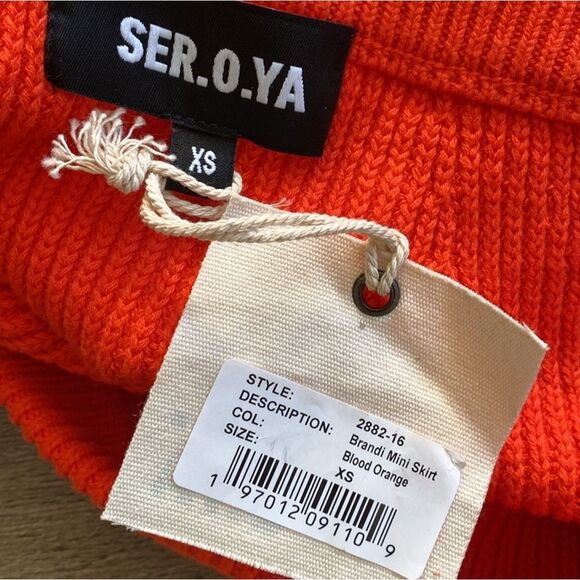 SER.O.YA
XS
STYLE: 2882-16
DESCRIPTION: Brandi Mini Skirt
COL: Blood Orange
SIZE: XS
1 97012 09110 9